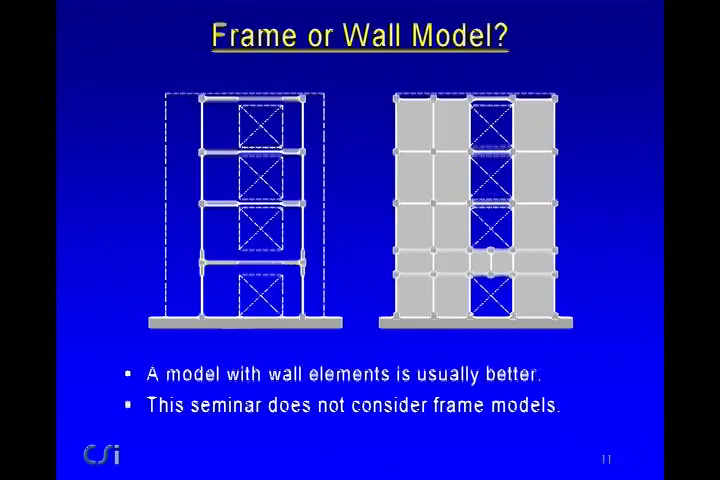 Frame or Wall Model?
▪ A model with wall elements is usually better.
▪ This seminar does not consider frame models.
CSi
11